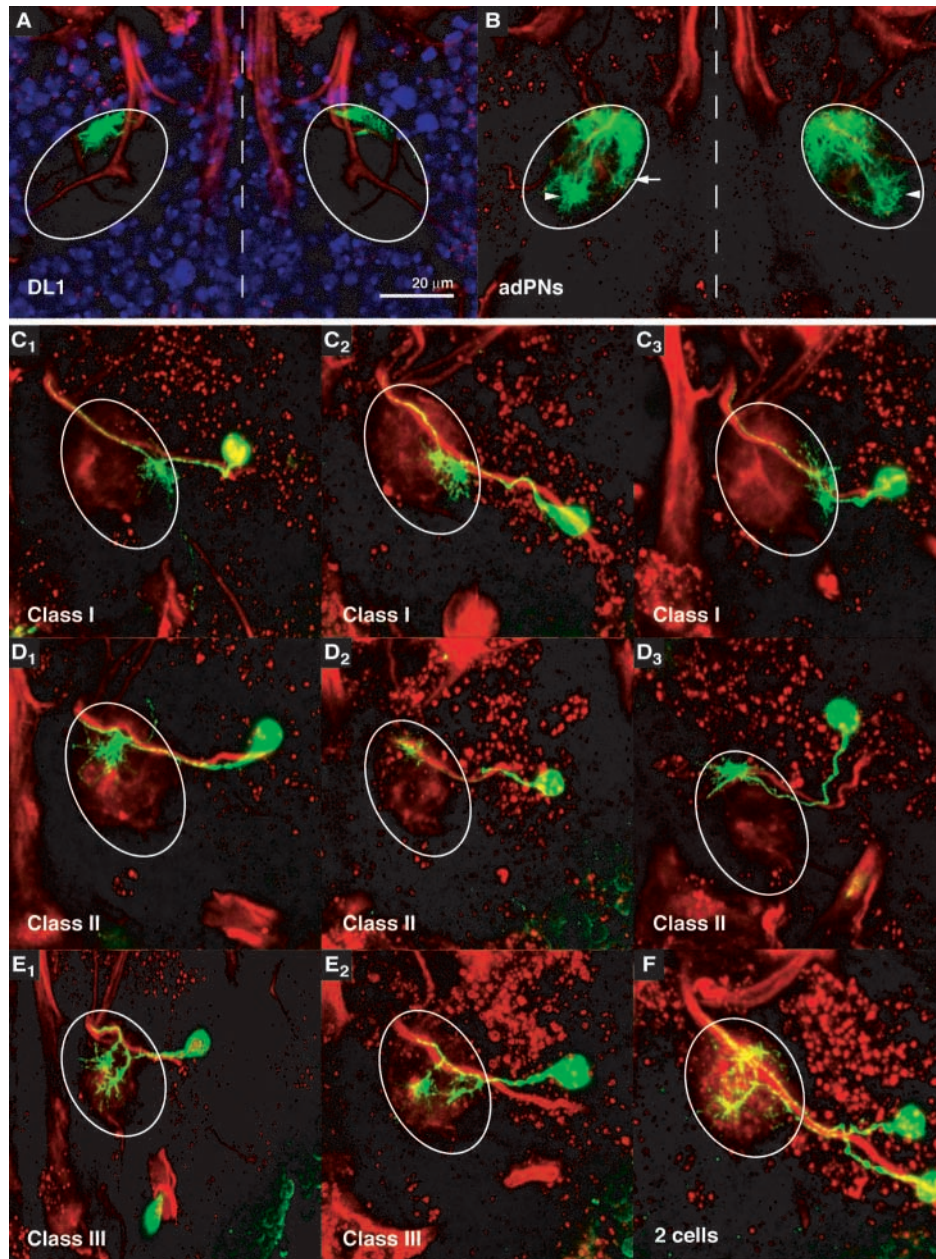 A
B
DL1
20 μm
adPNs
C1
C2
C3
Class I
Class I
Class I
D1
D2
D3
Class II
Class II
Class II
E1
E2
F
Class III
Class III
2 cells